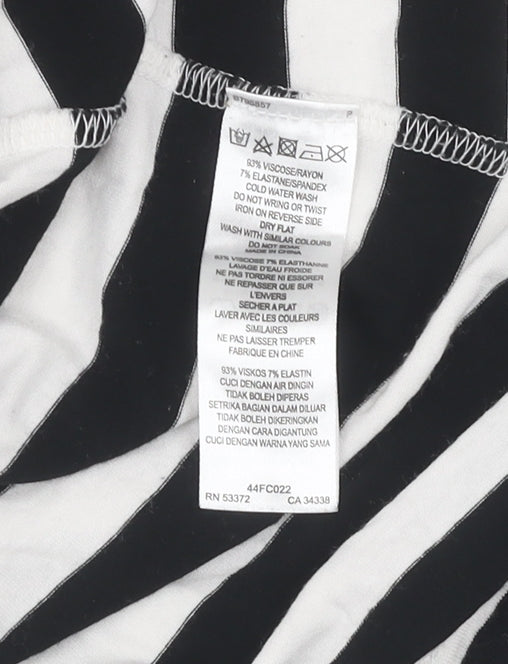 93% VISCOSE/RAYON
7% ELASTANE/SPANDEX
COLD WATER WASH
DO NOT WRING OR TWIST
IRON ON REVERSE SIDE
DRY FLAT
WASH WITH SIMILAR COLOURS
DO NOT SOAK
MADE IN CHINA
93% VISCOSE 7% ELASTHANNE
LAVAGE D'EAU FROIDE
NE PAS TORDRE NI ESSORER
NE REPASSER QUE SUR
L'ENVERS
SECHER A PLAT
LAVER AVEC LES COULEURS
SIMILAIRES
NE PAS LAISSER TREMPER
FABRIQUE EN CHINE
93% VISKOS 7% ELASTIN
CUCI DENGAN AIR DINGIN
TIDAK BOLEH DIPERAS
SETRIKA BAGIAN DALAM DILUAR
TIDAK BOLEH DIKERINGKAN
DENGAN CARA DIGANTUNG
CUCI DENGAN WARNA YANG SAMA
44FC022
RN 53372 CA 34338